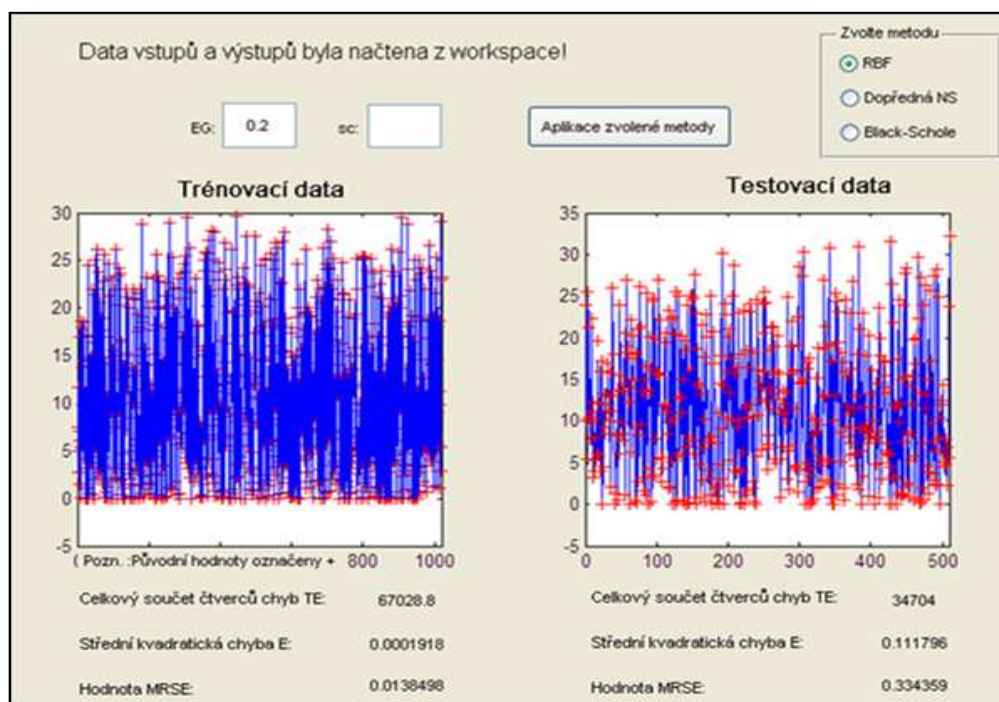 Data vstupů a výstupů byla načtena z workspace!
Zvolte metodu
RBF
Dopředná NS
Black-Schole
EG: 0.2 sc:
Aplikace zvolené metody
Trénovací data
30
25
20
15
10
5
0
-5
( Pozn. :Původní hodnoty označeny + 800 1000
Celkový součet čtverců chyb TE: 67028.8
Střední kvadratická chyba E: 0.0001918
Hodnota MRSE: 0.0138498
Testovací data
35
30
25
20
15
10
5
0
-5
0 100 200 300 400 500
Celkový součet čtverců chyb TE: 34704
Střední kvadratická chyba E: 0.111796
Hodnota MRSE: 0.334359